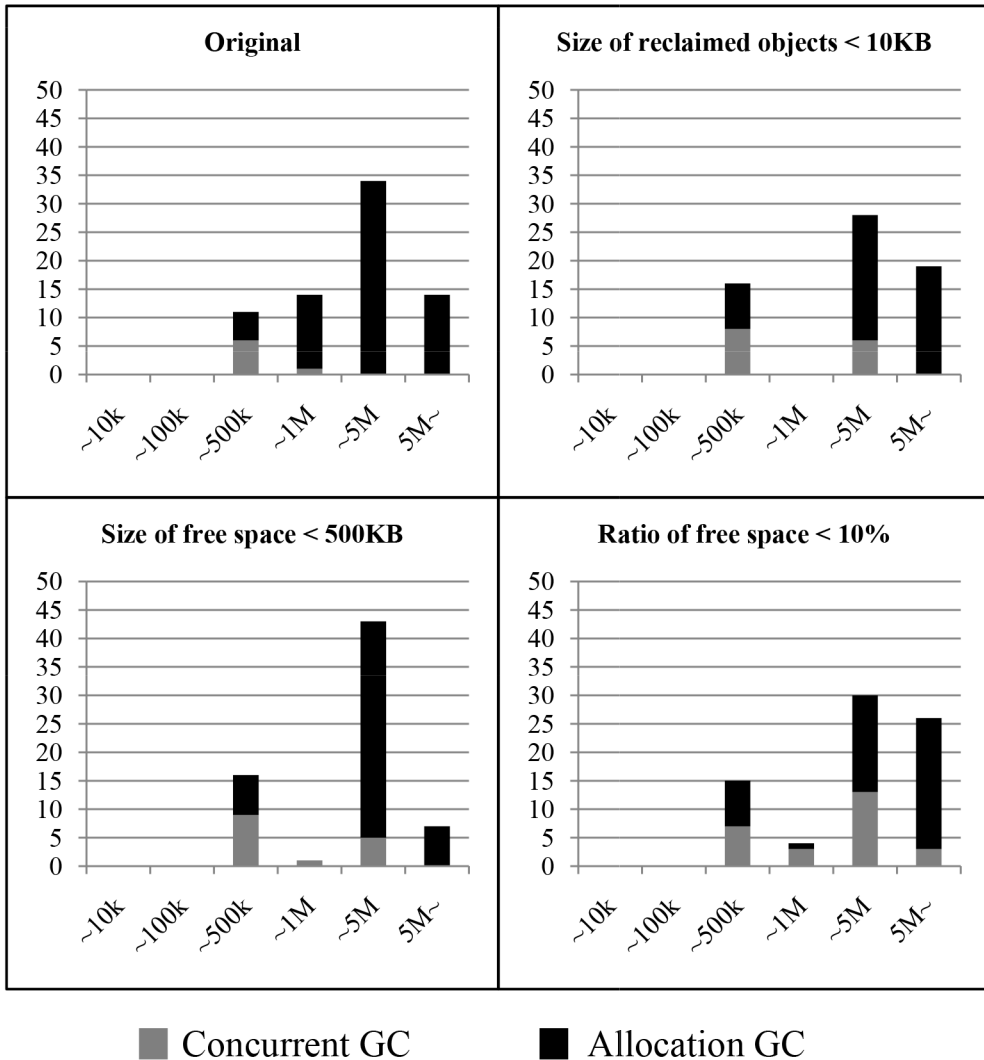 Original
50
45
40
35
30
25
20
15
10
5
0
~10k
~100k
~500k
~1M
~5M
5M~
Size of reclaimed objects < 10KB
50
45
40
35
30
25
20
15
10
5
0
~10k
~100k
~500k
~1M
~5M
5M~
Size of free space < 500KB
50
45
40
35
30
25
20
15
10
5
0
~10k
~100k
~500k
~1M
~5M
5M~
Ratio of free space < 10%
50
45
40
35
30
25
20
15
10
5
0
~10k
~100k
~500k
~1M
~5M
5M~
Concurrent GC
Allocation GC